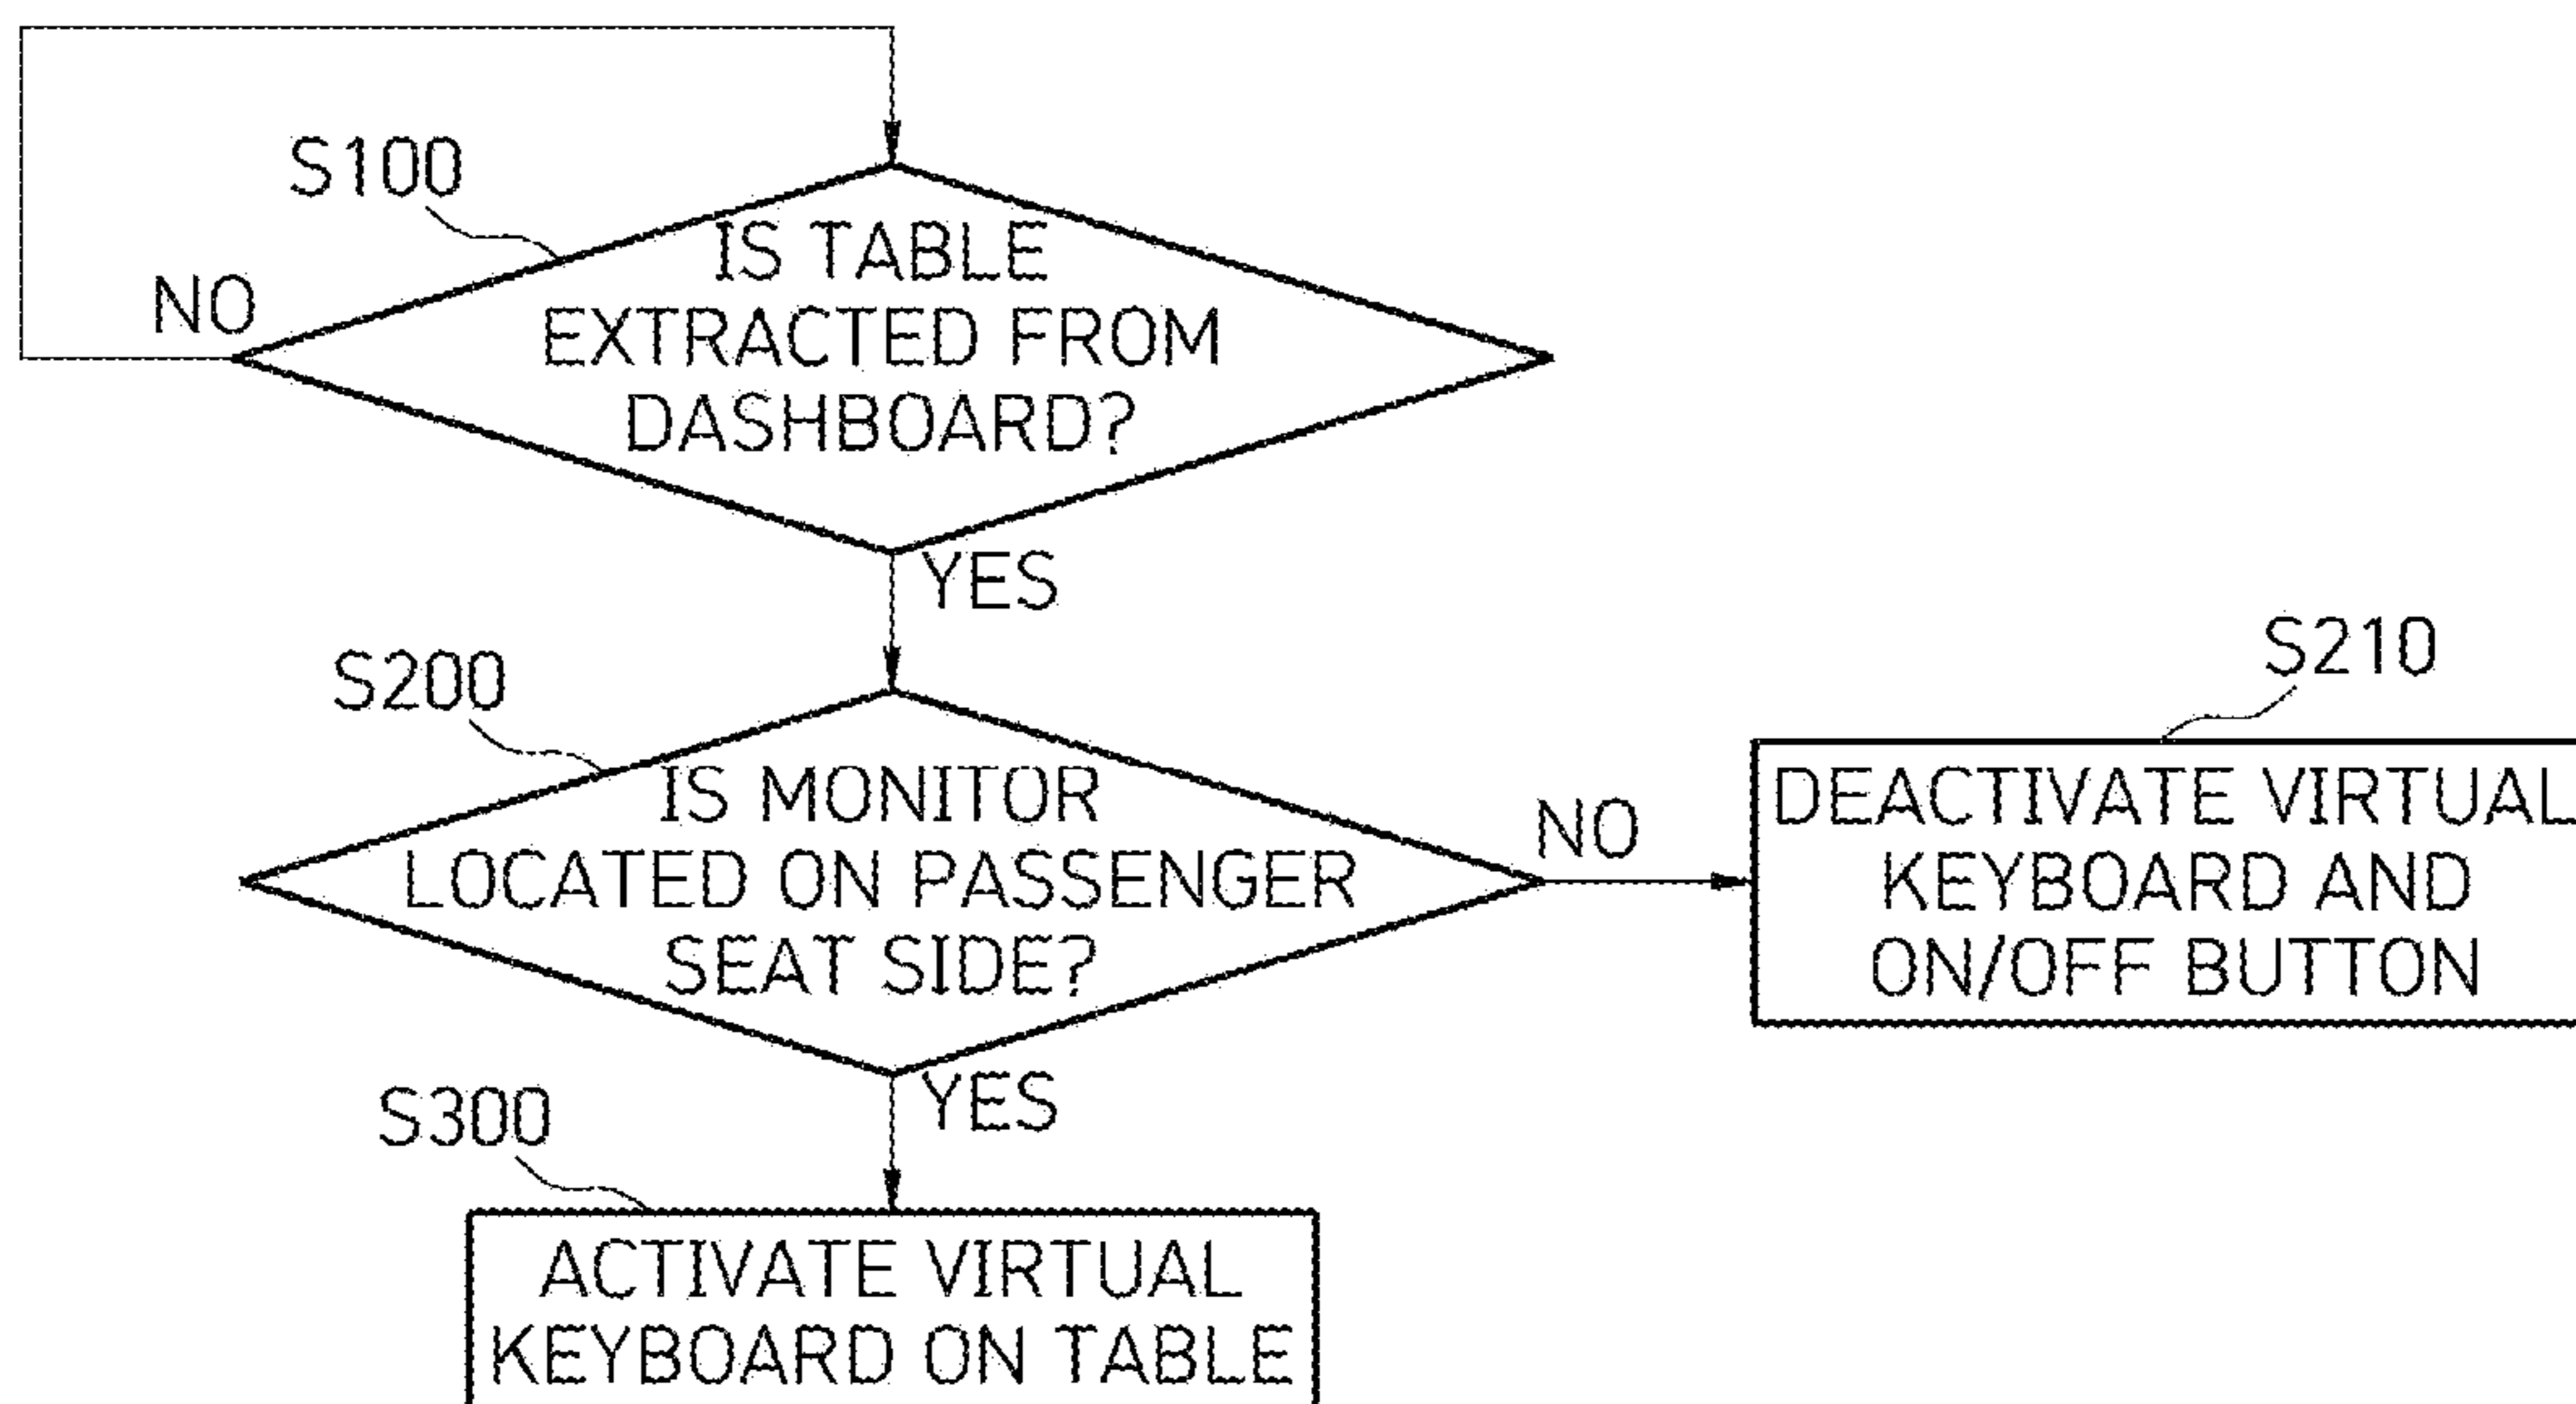 S100
IS TABLE
EXTRACTED FROM
DASHBOARD?
NO
YES
S200
IS MONITOR
LOCATED ON PASSENGER
SEAT SIDE?
NO
S210
DEACTIVATE VIRTUAL
KEYBOARD AND
ON/OFF BUTTON
YES
S300
ACTIVATE VIRTUAL
KEYBOARD ON TABLE